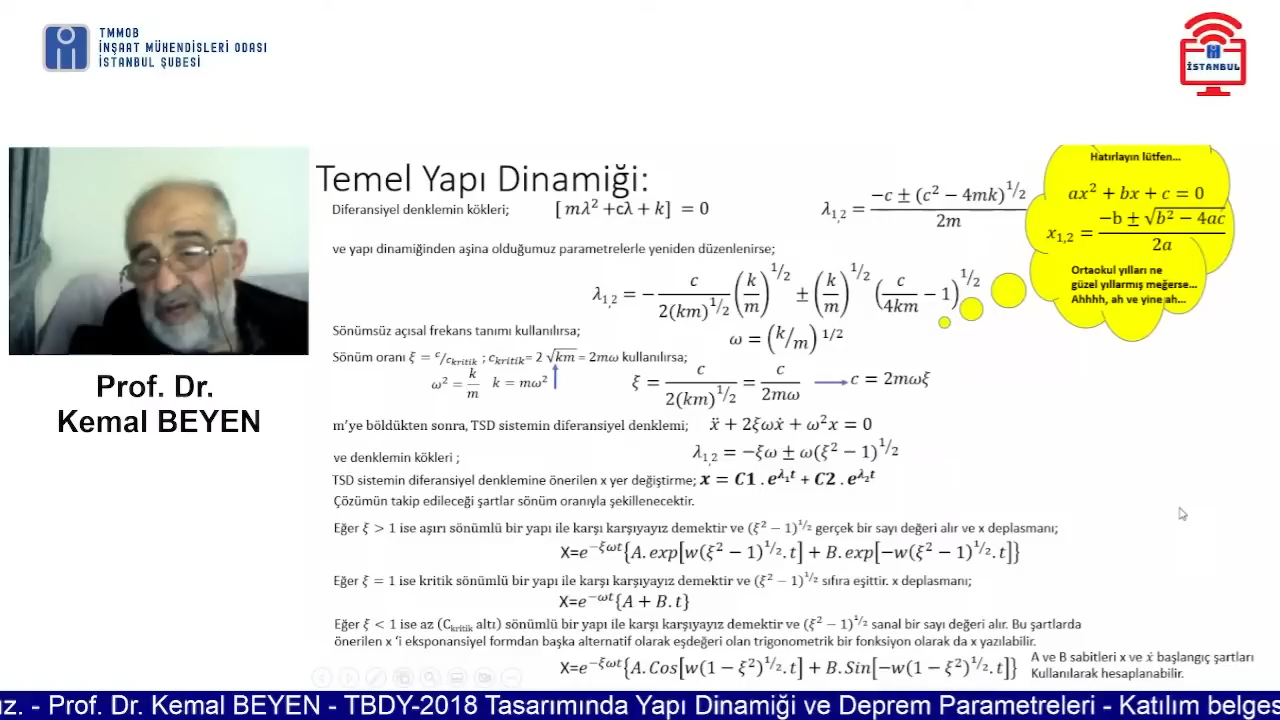 TMMOB
İNŞAAT MÜHENDİSLERİ ODASI
İSTANBUL ŞUBESİ
İSTANBUL
Prof. Dr.
Kemal BEYEN
Temel Yapı Dinamiği:
Diferansiyel denklemin kökleri; [ mλ² +cλ + k] = 0 λ₁,₂ = (−c ± (c² − 4mk)^1/2) / 2m
Hatırlayın lütfen...
ax² + bx + c = 0
x₁,₂ = (−b ± √(b² − 4ac)) / 2a
Ortaokul yılları ne
güzel yıllarmış meğerse...
Ahhhh, ah ve yine ah...
ve yapı dinamiğinden aşina olduğumuz parametrelerle yeniden düzenlenirse;
λ₁,₂ = − c / 2(km)^1/2 (k/m)^1/2 ± (k/m)^1/2 (c/4km − 1)^1/2
Sönümsüz açısal frekans tanımı kullanılırsa; ω = (k/m) ^1/2
Sönüm oranı ξ = c/c_kritik ; c_kritik= 2 √km = 2mω kullanılırsa;
ω² = k/m k = mω² ξ = c / 2(km)^1/2 = c / 2mω → c = 2mωξ
m'ye böldükten sonra, TSD sistemin diferansiyel denklemi; ẍ + 2ξωẋ + ω²x = 0
ve denklemin kökleri ; λ₁,₂ = −ξω ± ω(ξ² − 1)^1/2
TSD sistemin diferansiyel denklemine önerilen x yer değiştirme; x = C1 . e^λ₁t + C2 . e^λ₂t
Çözümün takip edileceği şartlar sönüm oranıyla şekillenecektir.
Eğer ξ > 1 ise aşırı sönümlü bir yapı ile karşı karşıyayız demektir ve (ξ² − 1)^1/2 gerçek bir sayı değeri alır ve x deplasmanı;
X=e^−ξωt{A. exp[w(ξ² − 1)^1/2. t] + B. exp[−w(ξ² − 1)^1/2. t]}
Eğer ξ = 1 ise kritik sönümlü bir yapı ile karşı karşıyayız demektir ve (ξ² − 1)^1/2 sıfıra eşittir. x deplasmanı;
X=e^−ωt{A + B. t}
Eğer ξ < 1 ise az (C_kritik altı) sönümlü bir yapı ile karşı karşıyayız demektir ve (ξ² − 1)^1/2 sanal bir sayı değeri alır. Bu şartlarda
önerilen x 'i eksponansiyel formdan başka alternatif olarak eşdeğeri olan trigonometrik bir fonksiyon olarak da x yazılabilir.
X=e^−ξωt{A. Cos[w(1 − ξ²)^1/2. t] + B. Sin[−w(1 − ξ²)^1/2. t]}
A ve B sabitleri x ve ẋ başlangıç şartları
Kullanılarak hesaplanabilir.
z. - Prof. Dr. Kemal BEYEN - TBDY-2018 Tasarımında Yapı Dinamiği ve Deprem Parametreleri - Katılım belges